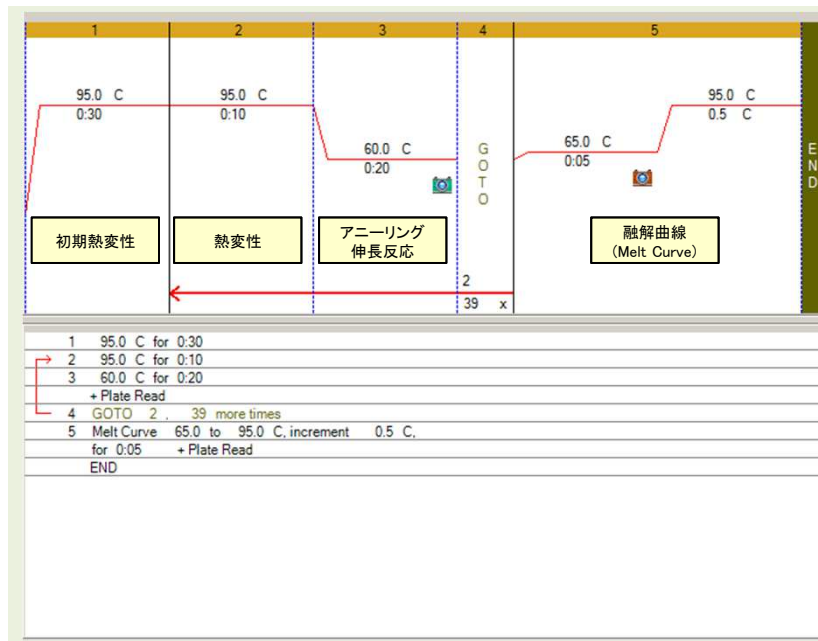 1 2 3 4 5
95.0 C 95.0 C 95.0 C
0:30 0:10 0.5 C
60.0 C 65.0 C
0:20 0:05
G
O
T
O
E
N
D
初期熱変性
熱変性
アニーリング
伸長反応
融解曲線
(Melt Curve)
2
39 x
1 95.0 C for 0:30
2 95.0 C for 0:10
3 60.0 C for 0:20
+ Plate Read
4 GOTO 2 , 39 more times
5 Melt Curve 65.0 to 95.0 C, increment 0.5 C,
for 0:05 + Plate Read
END